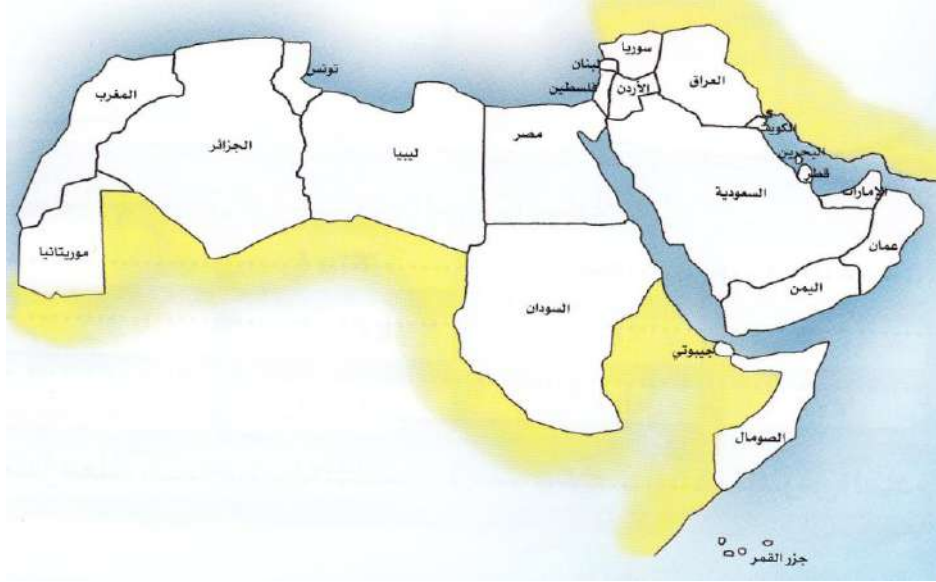 سوريا
لبنان
العراق
تونس
فلسطين
الأردن
المغرب
الكويت
مصر
الجزائر
ليبيا
البحرين
قطر
السعودية
الإمارات
عمان
موريتانيا
اليمن
السودان
جيبوتي
الصومال
جزر القمر